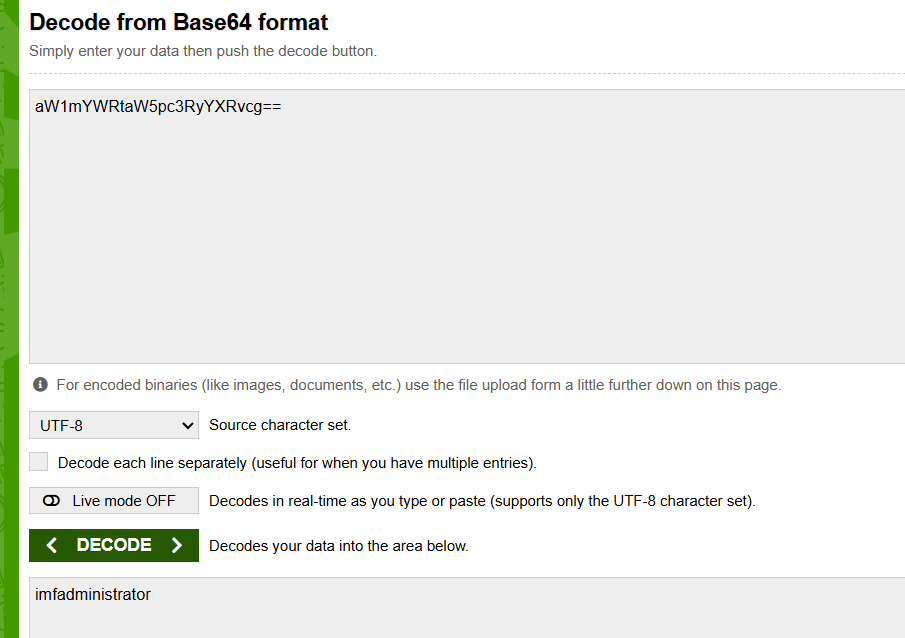 Decode from Base64 format
Simply enter your data then push the decode button.
aW1mYWRtaW5pc3RyYXRvcg==
For encoded binaries (like images, documents, etc.) use the file upload form a little further down on this page.
UTF-8 Source character set.
Decode each line separately (useful for when you have multiple entries).
Live mode OFF Decodes in real-time as you type or paste (supports only the UTF-8 character set).
DECODE Decodes your data into the area below.
imfadministrator